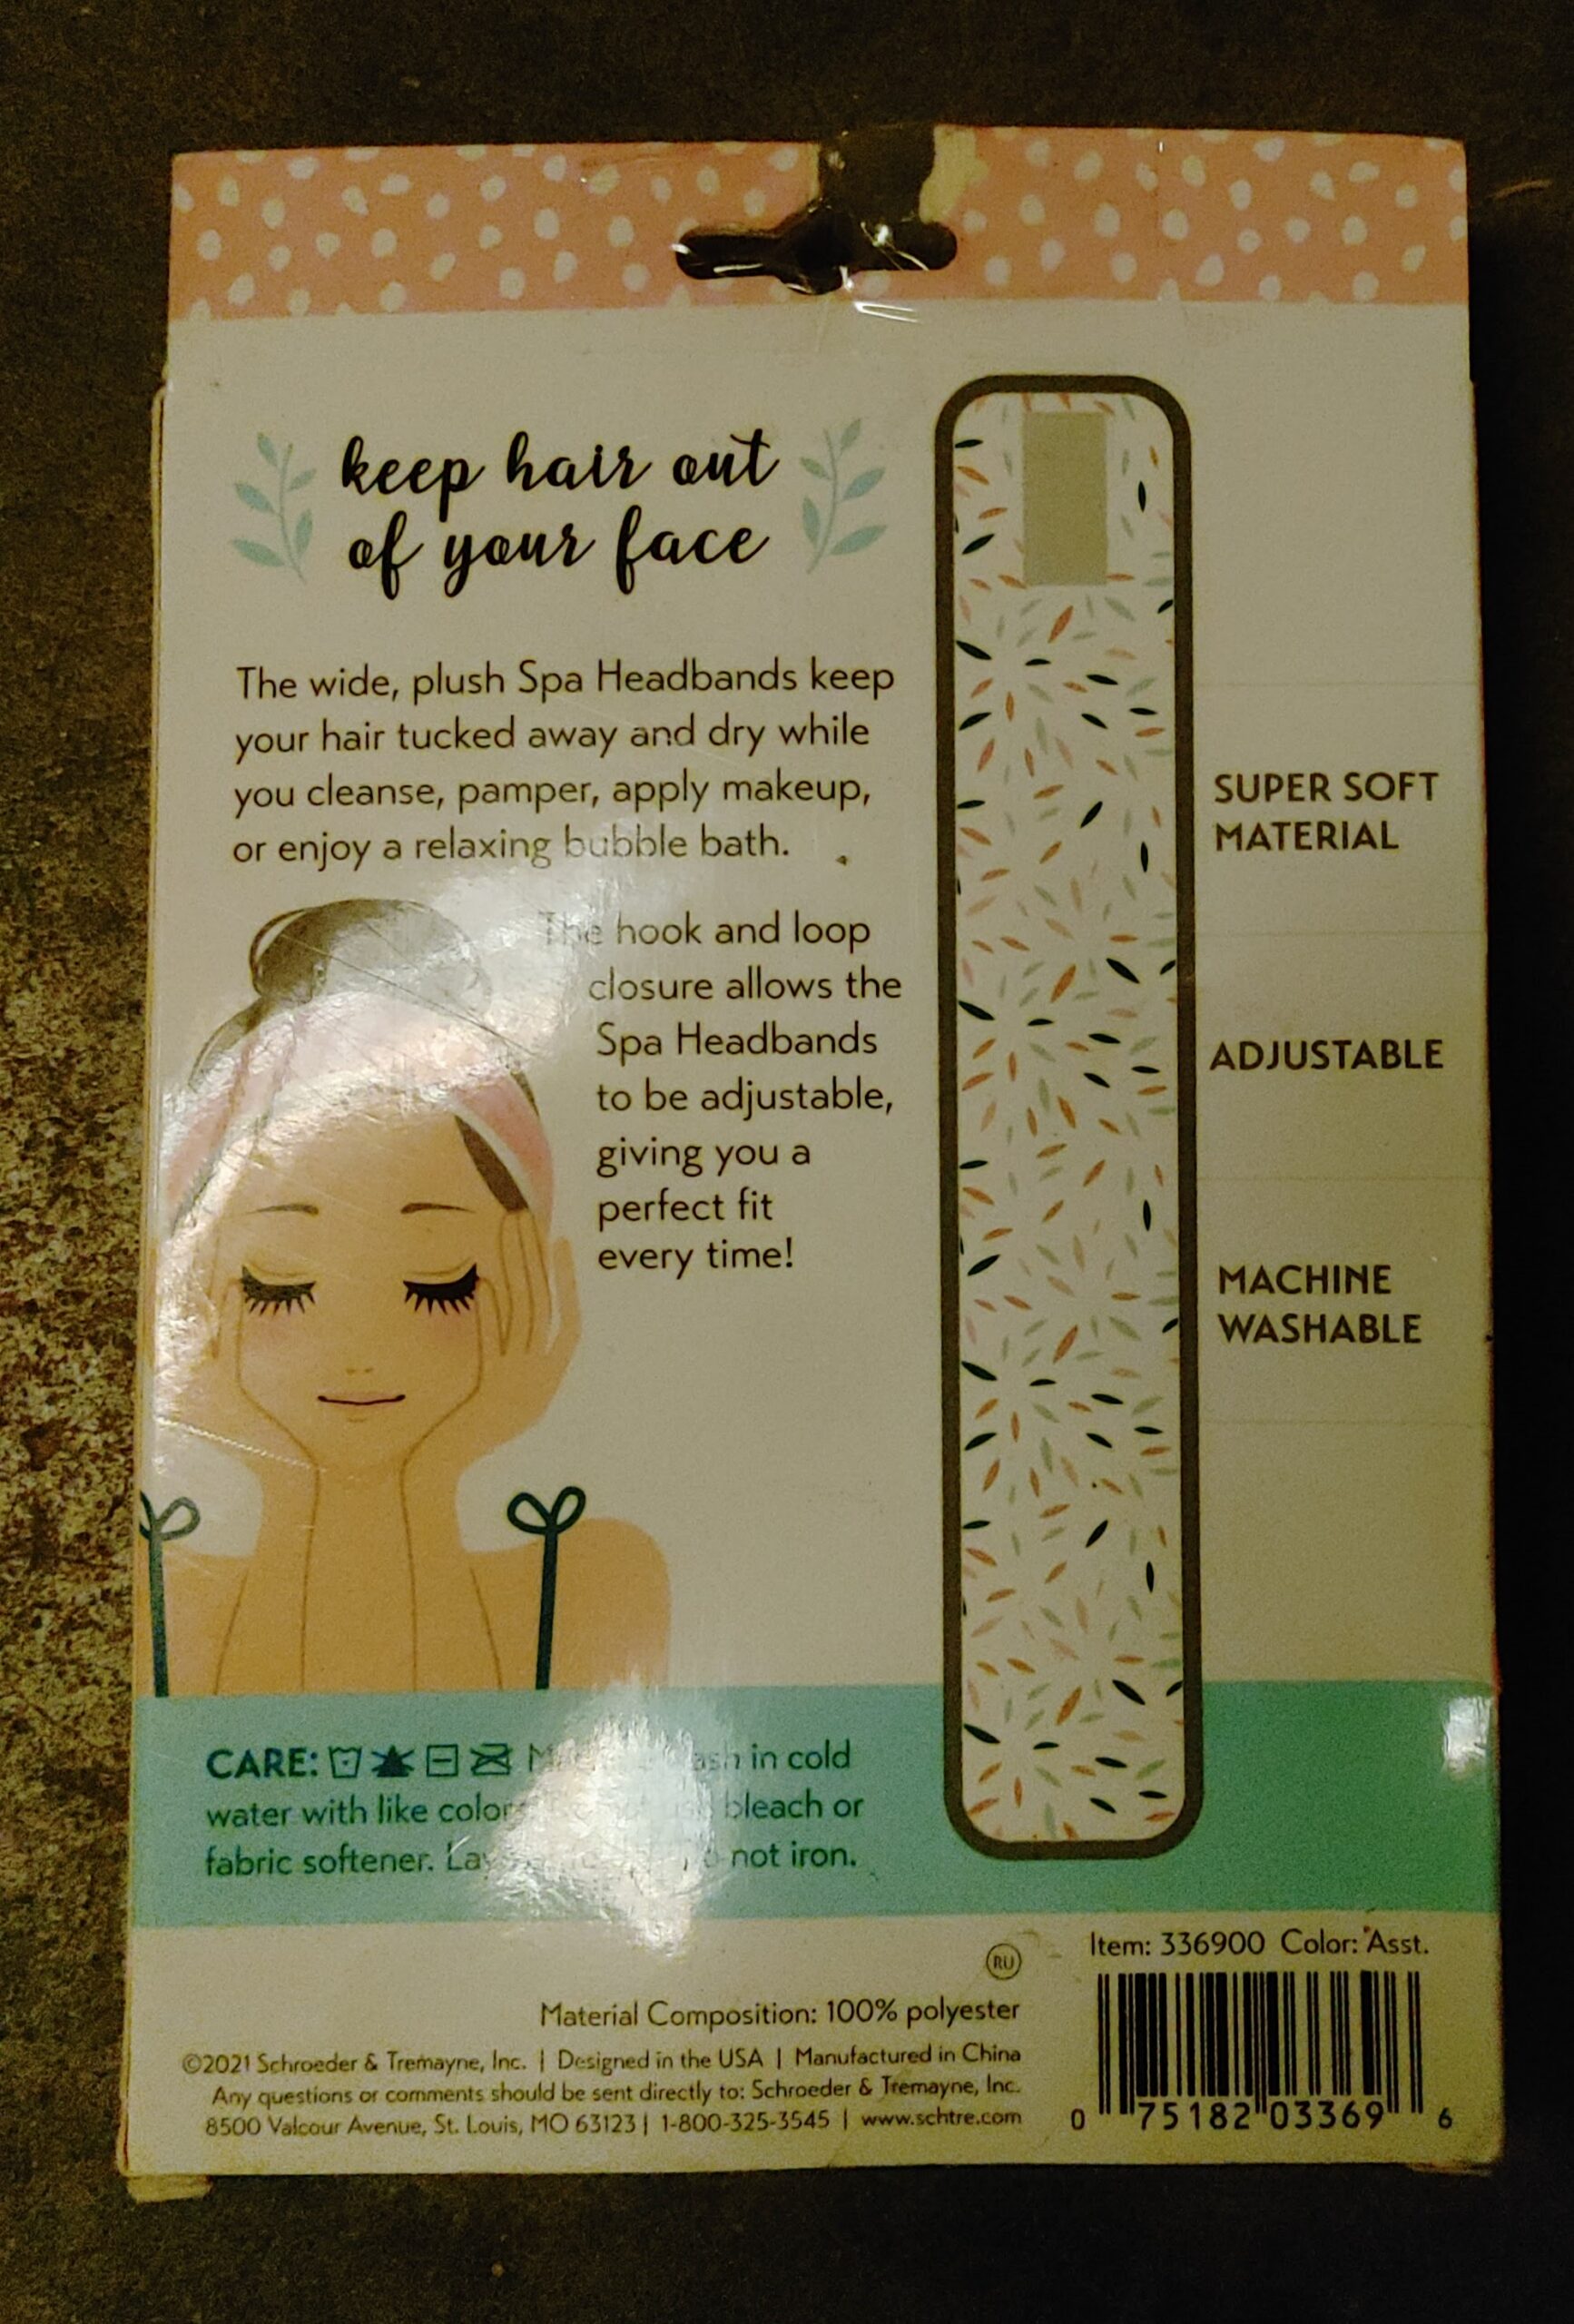 keep hair out
of your face
The wide, plush Spa Headbands keep
your hair tucked away and dry while
you cleanse, pamper, apply makeup,
or enjoy a relaxing bubble bath.
The hook and loop
closure allows the
Spa Headbands
to be adjustable,
giving you a
perfect fit
every time!
SUPER SOFT
MATERIAL
ADJUSTABLE
MACHINE
WASHABLE
CARE: in cold
water with like bleach or
fabric softener. not iron.
RU
Material Composition: 100% polyester
©2021 Schroeder & Tremayne, Inc. | Designed in the USA | Manufactured in China
Any questions or comments should be sent directly to: Schroeder & Tremayne, Inc.
8500 Valcour Avenue, St. Louis, MO 63123 | 1-800-325-3545 | www.schtre.com
Item: 336900 Color: Asst.
0 75182 03369 6